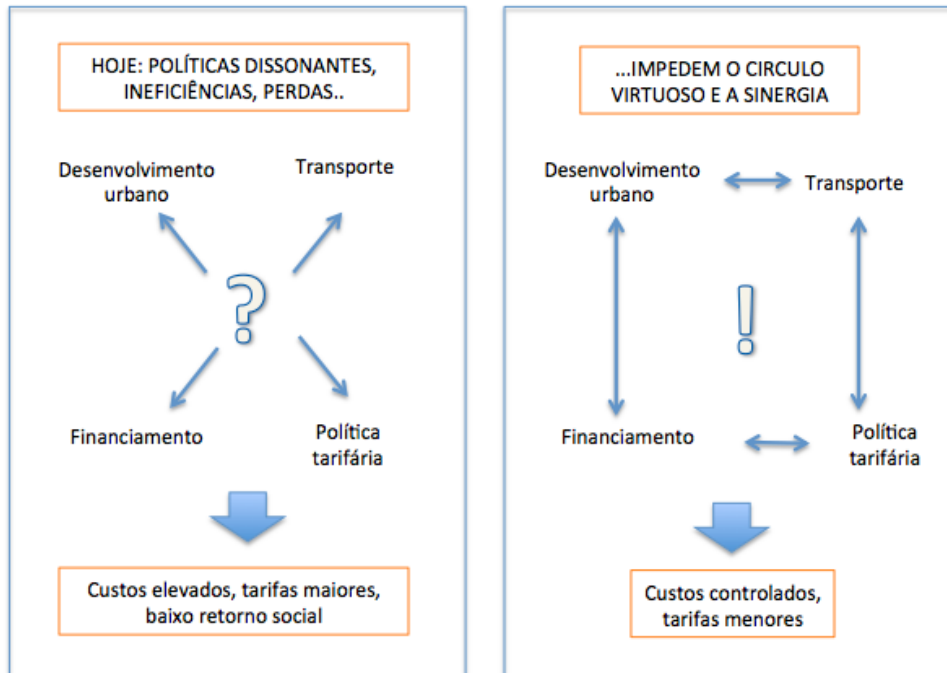 HOJE: POLÍTICAS DISSONANTES,
INEFICIÊNCIAS, PERDAS..
Desenvolvimento
urbano
Transporte
?
Financiamento
Política
tarifária
Custos elevados, tarifas maiores,
baixo retorno social
...IMPEDEM O CIRCULO
VIRTUOSO E A SINERGIA
Desenvolvimento
urbano
Transporte
!
Financiamento
Política
tarifária
Custos controlados,
tarifas menores